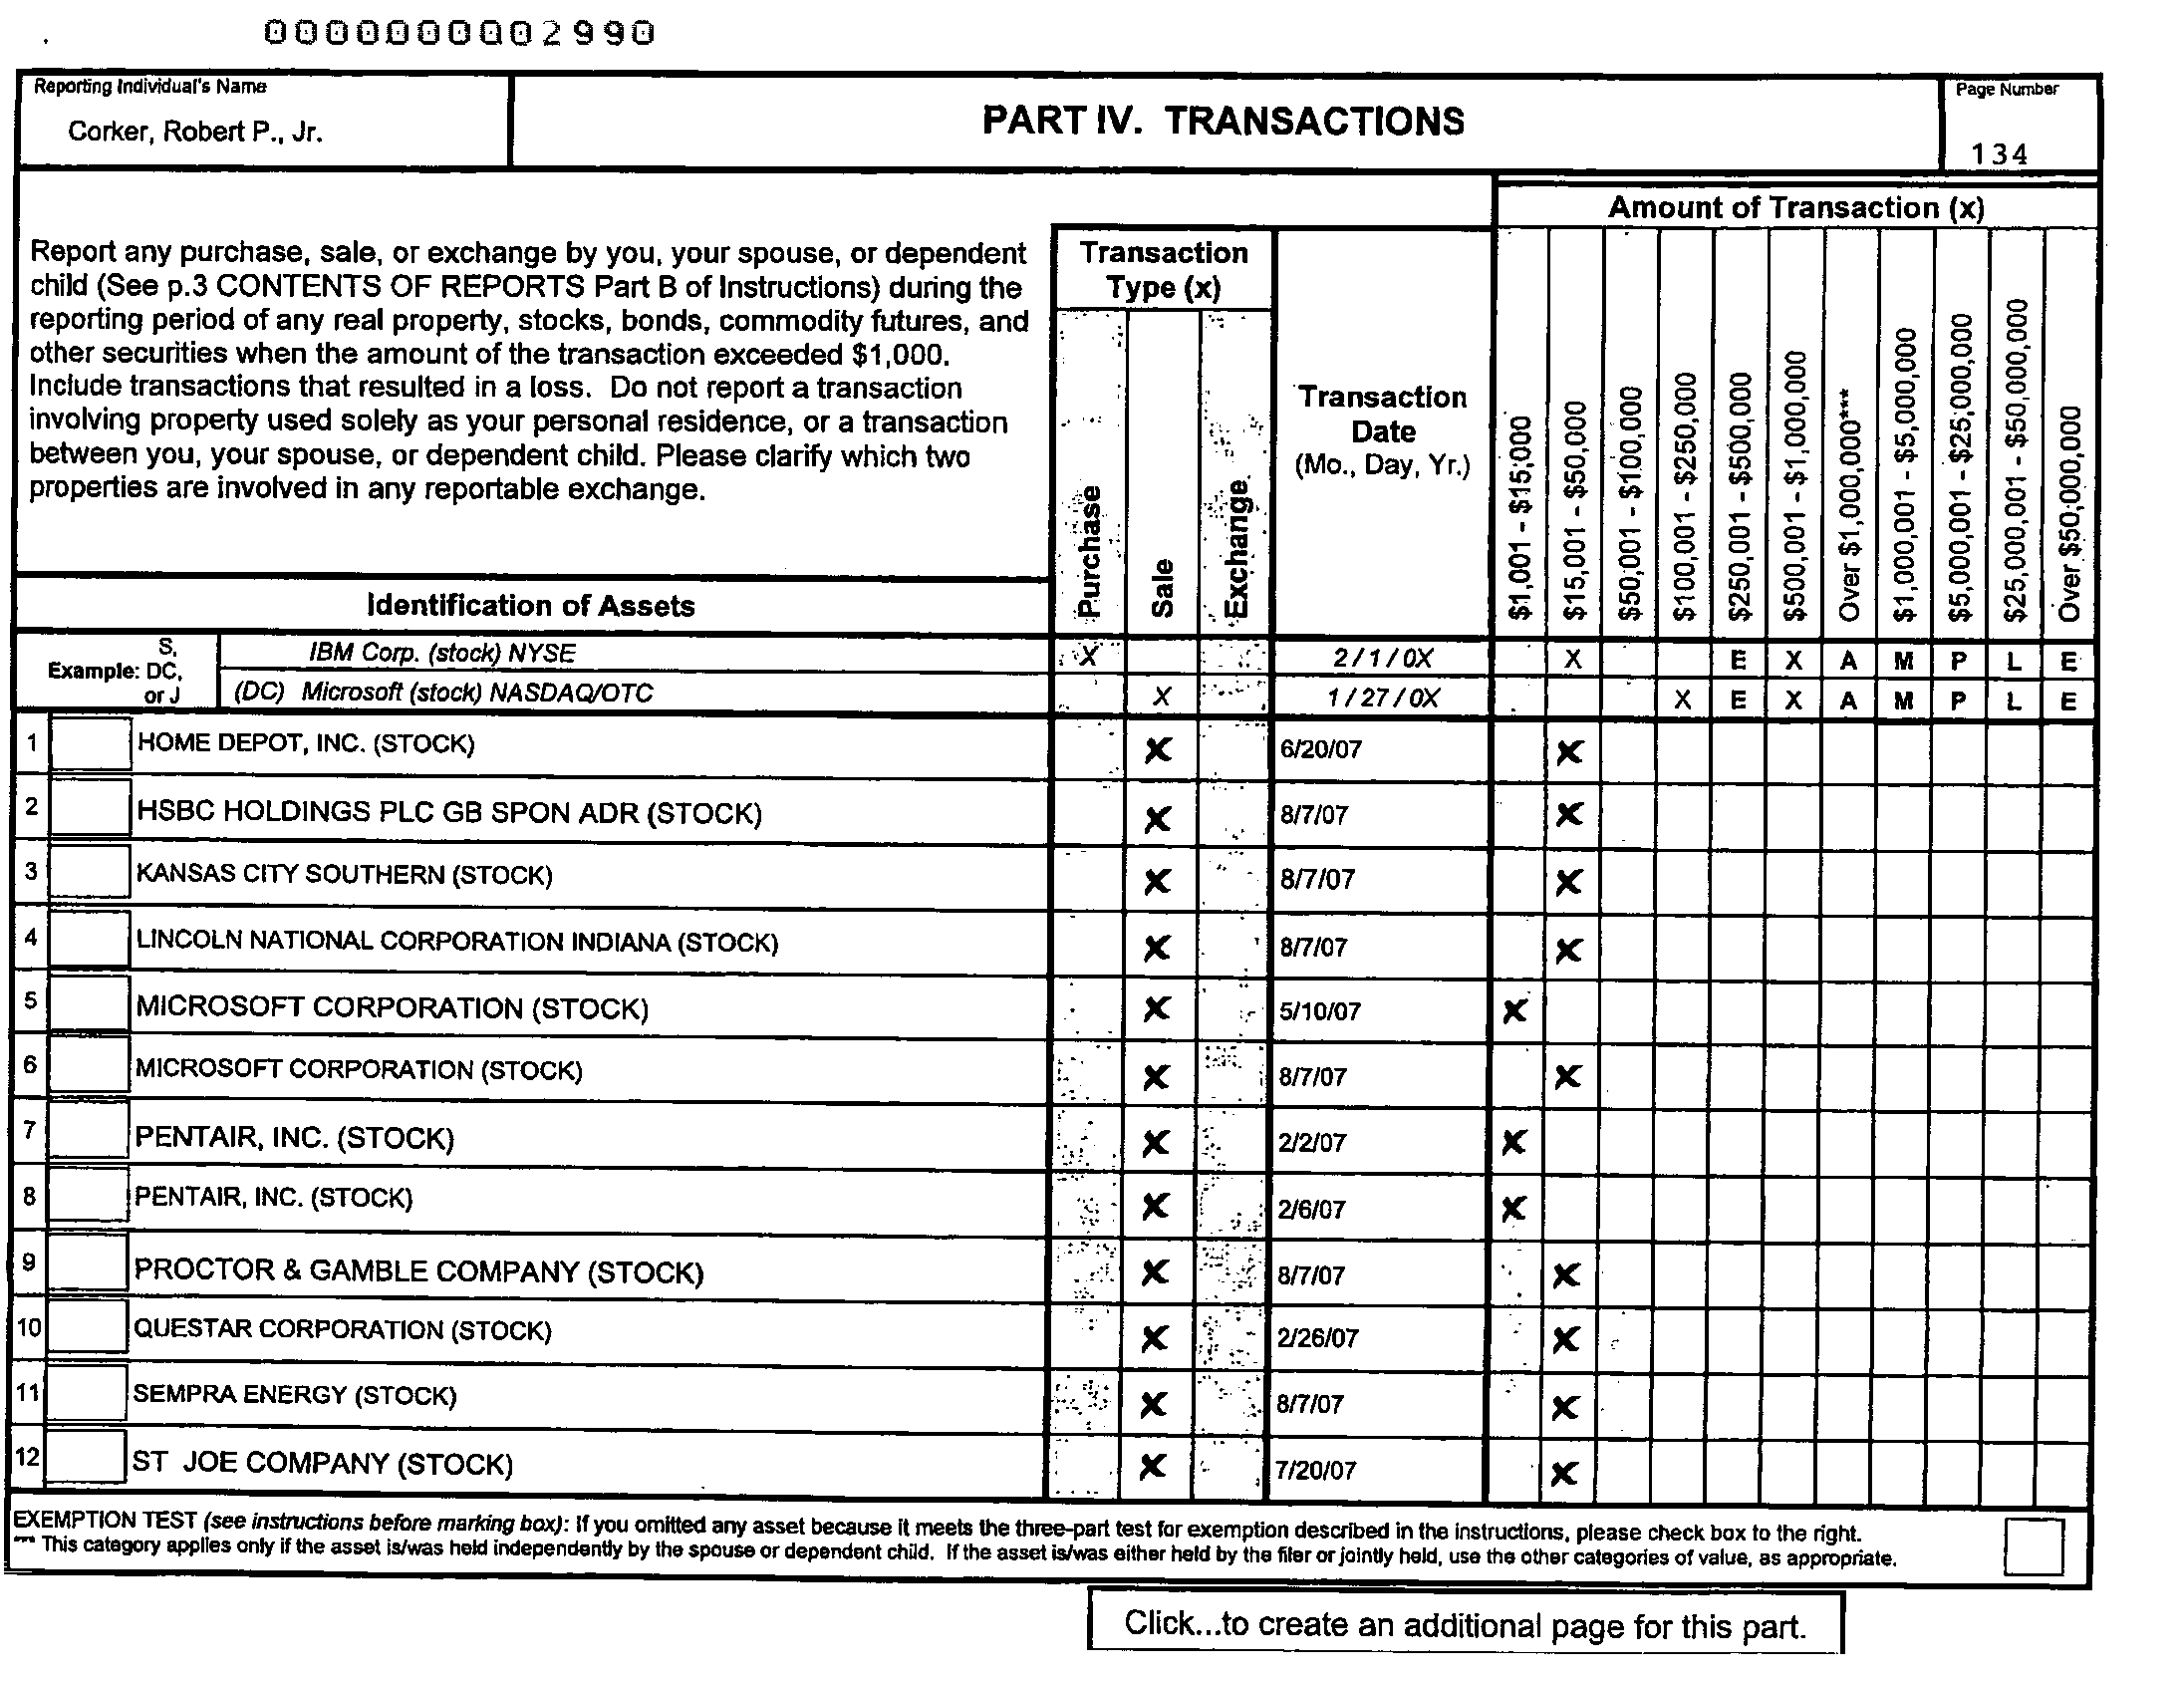 0000000002990
Reporting Individual's Name
Corker, Robert P., Jr.
PART IV. TRANSACTIONS
Page Number
134
Amount of Transaction (x)
Report any purchase, sale, or exchange by you, your spouse, or dependent
child (See p.3 CONTENTS OF REPORTS Part B of Instructions) during the
reporting period of any real property, stocks, bonds, commodity futures, and
other securities when the amount of the transaction exceeded $1,000.
Include transactions that resulted in a loss. Do not report a transaction
involving property used solely as your personal residence, or a transaction
between you, your spouse, or dependent child. Please clarify which two
properties are involved in any reportable exchange.
Transaction
Type (x)
Purchase
Sale
Exchange
Transaction
Date
(Mo., Day, Yr.)
$1,001 - $15,000
$15,001 - $50,000
$50,001 - $100,000
$100,001 - $250,000
$250,001 - $500,000
$500,001 - $1,000,000
Over $1,000,000***
$1,000,001 - $5,000,000
$5,000,001 - $25,000,000
$25,000,001 - $50,000,000
Over $50,000,000
Identification of Assets
S,
Example: DC,
or J
IBM Corp. (stock) NYSE X 2 / 1 / 0X X E X A M P L E
(DC) Microsoft (stock) NASDAQ/OTC X 1 / 27 / 0X X E X A M P L E
1 HOME DEPOT, INC. (STOCK) X 6/20/07 X
2 HSBC HOLDINGS PLC GB SPON ADR (STOCK) X 8/7/07 X
3 KANSAS CITY SOUTHERN (STOCK) X 8/7/07 X
4 LINCOLN NATIONAL CORPORATION INDIANA (STOCK) X 8/7/07 X
5 MICROSOFT CORPORATION (STOCK) X 5/10/07 X
6 MICROSOFT CORPORATION (STOCK) X 8/7/07 X
7 PENTAIR, INC. (STOCK) X 2/2/07 X
8 PENTAIR, INC. (STOCK) X 2/6/07 X
9 PROCTOR & GAMBLE COMPANY (STOCK) X 8/7/07 X
10 QUESTAR CORPORATION (STOCK) X 2/26/07 X
11 SEMPRA ENERGY (STOCK) X 8/7/07 X
12 ST JOE COMPANY (STOCK) X 7/20/07 X
EXEMPTION TEST (see instructions before marking box): If you omitted any asset because it meets the three-part test for exemption described in the instructions, please check box to the right.
*** This category applies only if the asset is/was held independently by the spouse or dependent child. If the asset is/was either held by the filer or jointly held, use the other categories of value, as appropriate.
Click...to create an additional page for this part.